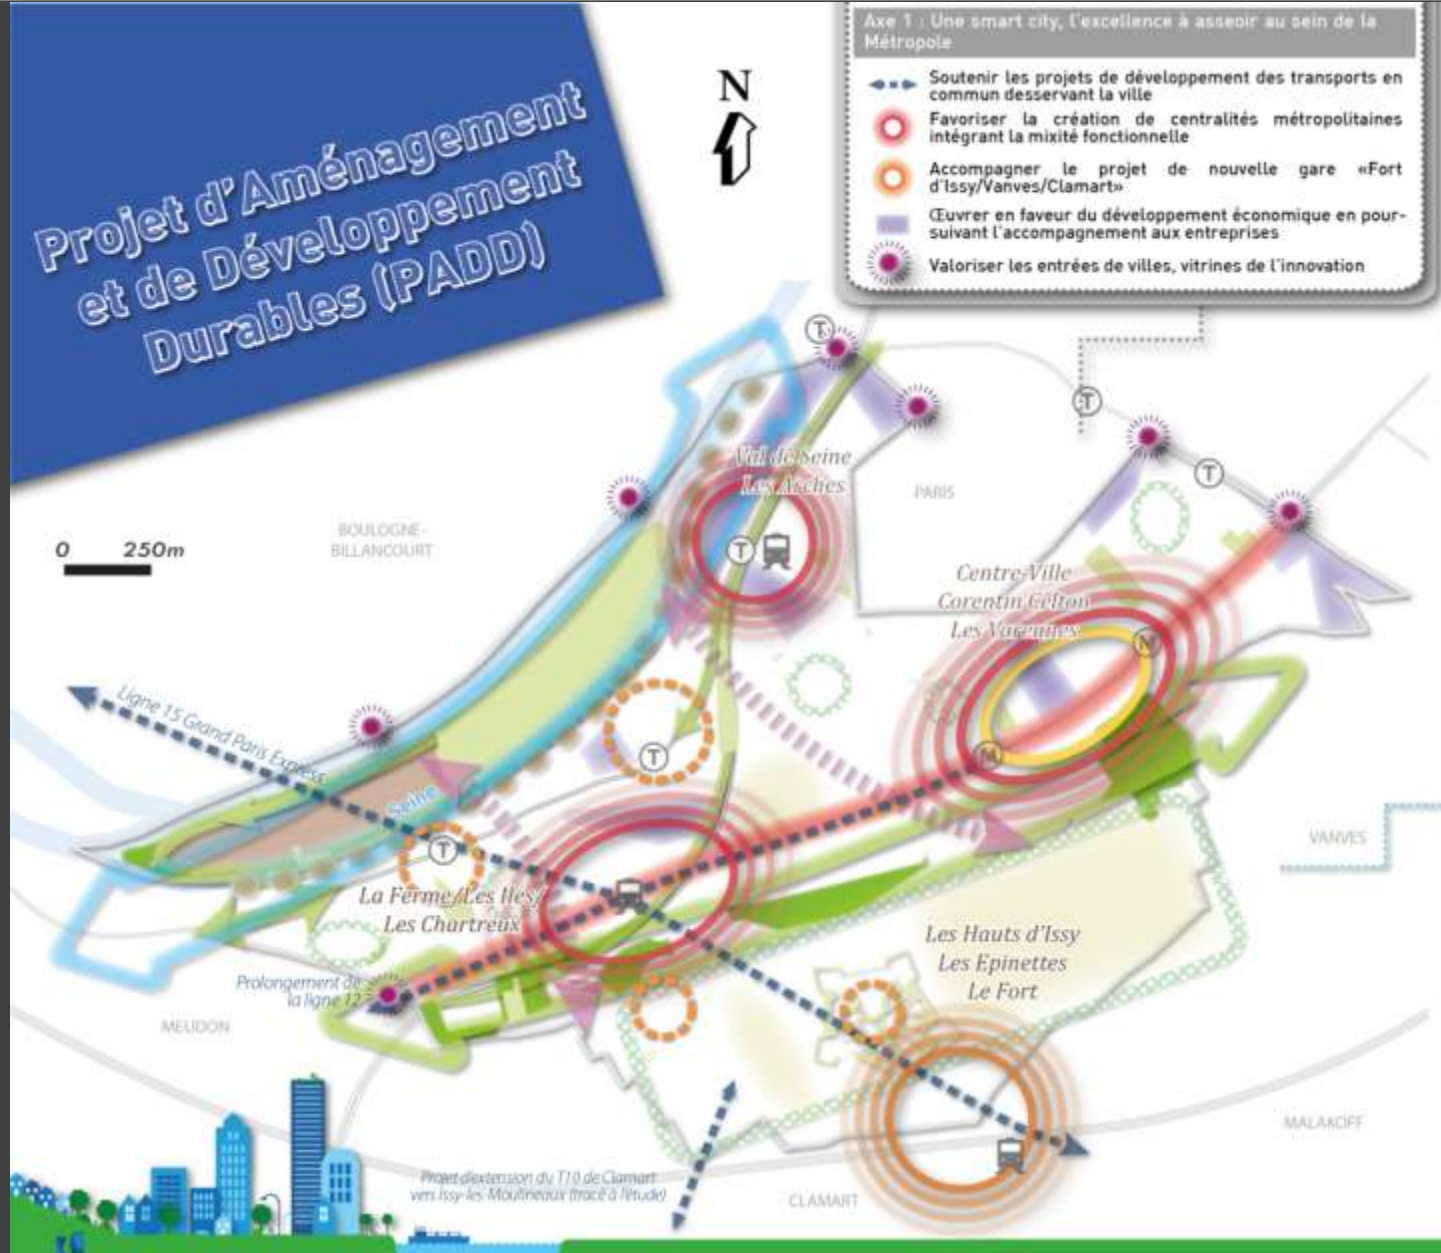 Projet d'Aménagement
et de Développement
Durables (PADD)
N
Axe 1 : Une smart city, l'excellence à asseoir au sein de la
Métropole
Soutenir les projets de développement des transports en
commun desservant la ville
Favoriser la création de centralités métropolitaines
intégrant la mixité fonctionnelle
Accompagner le projet de nouvelle gare «Fort
d'Issy/Vanves/Clamart»
Œuvrer en faveur du développement économique en pour-
suivant l'accompagnement aux entreprises
Valoriser les entrées de villes, vitrines de l'innovation
T
T
Val de Seine
Les Arches
T
PARIS
BOULOGNE-
BILLANCOURT
0 250m
T
Centre-Ville
Corentin Celton
Les Varennes
M
Ligne 15 Grand Paris Express
T
M
Seine
T
VANVES
La Ferme/Les Iles/
Les Chartreux
Les Hauts d'Issy
Les Epinettes
Le Fort
Prolongement de
la ligne 12
MEUDON
MALAKOFF
Projet d'extension du T10 de Clamart
vers Issy-les-Moulineaux (tracé à l'étude)
CLAMART